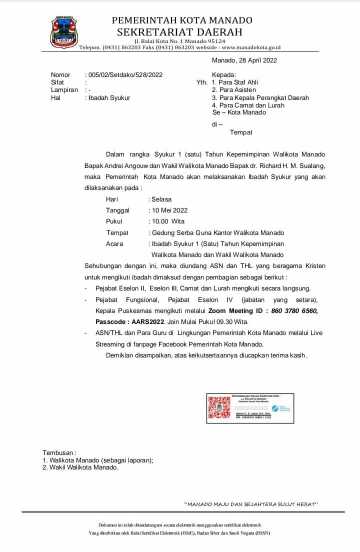 PEMERINTAH KOTA MANADO
SEKRETARIAT DAERAH
Jl. Balai Kota No. 1 Manado 95124
Telepon. (0431) 863203 Faks (0431) 863203 website : www.manadokota.go.id
Manado, 28 April 2022
Nomor : 005/02/Setdako/528/2022
Sifat :
Lampiran : -
Hal : Ibadah Syukur
Kepada:
Yth. 1. Para Staf Ahli
2. Para Asisten
3. Para Kepala Perangkat Daerah
4. Para Camat dan Lurah
Se – Kota Manado
di –
Tempat
Dalam rangka Syukur 1 (satu) Tahun Kepemimpinan Walikota Manado
Bapak Andrei Angouw dan Wakil Walikota Manado Bapak dr. Richard H. M. Sualang,
maka Pemerintah Kota Manado akan melaksanakan Ibadah Syukur yang akan
dilaksanakan pada :
Hari : Selasa
Tanggal : 10 Mei 2022
Pukul : 10.00 Wita
Tempat : Gedung Serba Guna Kantor Walikota Manado
Acara : Ibadah Syukur 1 (Satu) Tahun Kepemimpinan
Walikota Manado dan Wakil Walikota Manado
Sehubungan dengan ini, maka diundang ASN dan THL yang beragama Kristen
untuk mengikuti ibadah dimaksud dengan pembagian sebagai berikut :
- Pejabat Eselon II, Eselon III, Camat dan Lurah mengikuti secara langsung.
- Pejabat Fungsional, Pejabat Eselon IV (jabatan yang setara),
Kepala Puskesmas mengikuti melalui Zoom Meeting ID : 860 3780 6560,
Passcode : AARS2022. Jam Mulai Pukul 09.30 Wita
- ASN/THL dan Para Guru di Lingkungan Pemerintah Kota Manado melalui Live
Streaming di fanpage Facebook Pemerintah Kota Manado.
Demikian disampaikan, atas keikutsertaannya diucapkan terima kasih.
Tembusan :
1. Walikota Manado (sebagai laporan);
2. Wakil Walikota Manado.
"MANADO MAJU DAN SEJAHTERA SULUT HEBAT"
Dokumen ini telah ditandatangani secara elektronik menggunakan sertifikat elektronik
Yang diterbitkan oleh Balai Sertifikasi Elektronik (BSrE), Badan Siber dan Sandi Negara (BSSN)